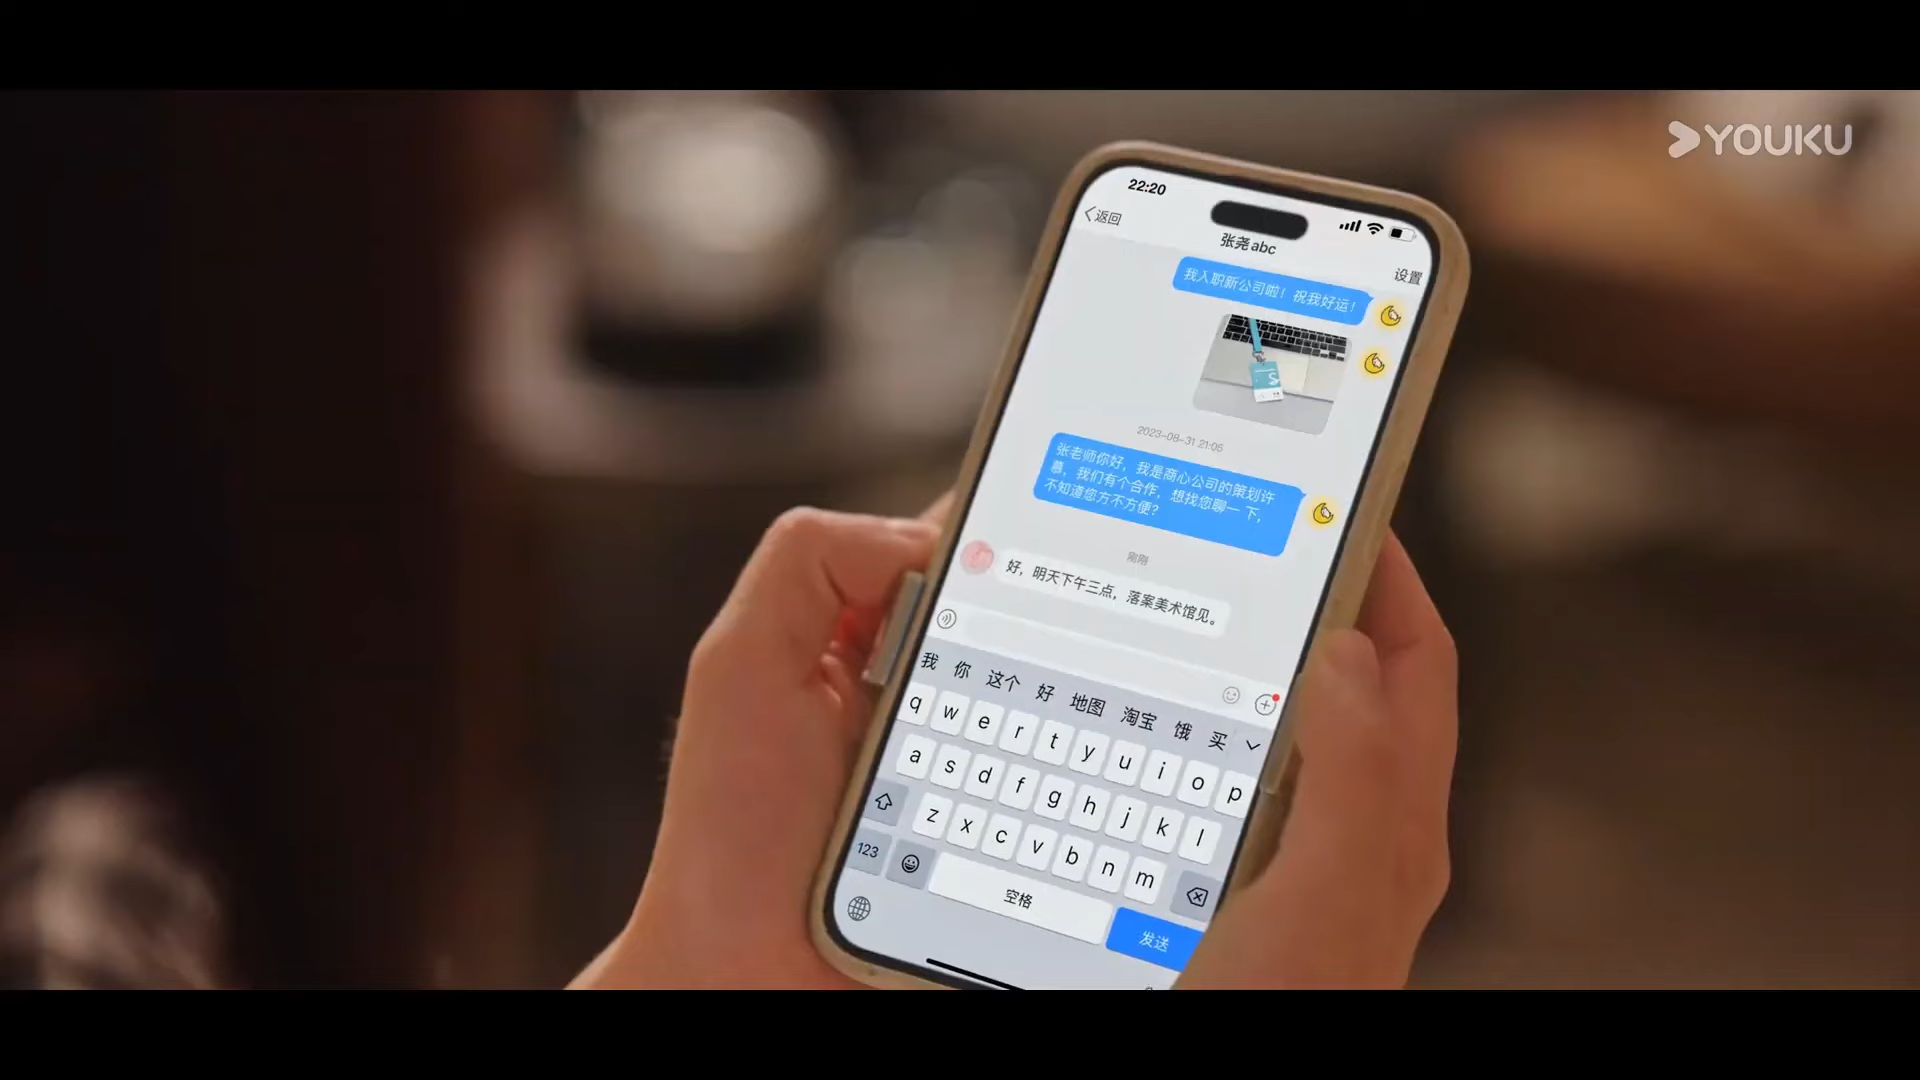 YOUKU
22:20
返回
张尧abc
设置
我入职新公司啦！祝我好运！
2023-08-31 21:06
张老师你好，我是商心公司的策划许
慕，我们有个合作，想找您聊一下，
不知道您方不方便？
刚刚
好，明天下午三点，落案美术馆见。
我 你 这个 好 地图 淘宝 饿 买
q w e r t y u i o p
a s d f g h j k l
z x c v b n m
123
空格
发送